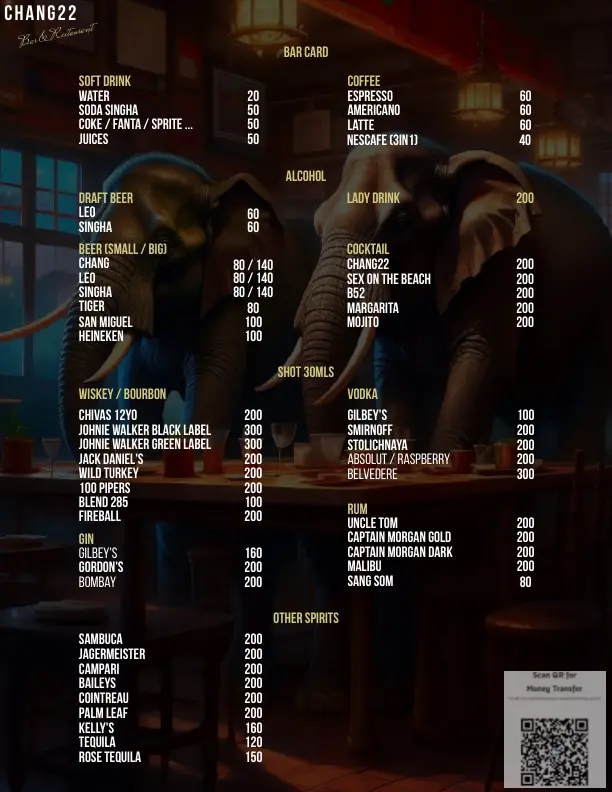 CHANG22
Bar & Restaurant
BAR CARD
SOFT DRINK
WATER 20
SODA SINGHA 50
COKE / FANTA / SPRITE ... 50
JUICES 50
COFFEE
ESPRESSO 60
AMERICANO 60
LATTE 60
NESCAFE (3IN1) 40
ALCOHOL
DRAFT BEER
LEO 60
SINGHA 60
BEER (SMALL / BIG)
CHANG 80 / 140
LEO 80 / 140
SINGHA 80 / 140
TIGER 80
SAN MIGUEL 100
HEINEKEN 100
LADY DRINK 200
COCKTAIL
CHANG22 200
SEX ON THE BEACH 200
B52 200
MARGARITA 200
MOJITO 200
SHOT 30MLS
WISKEY / BOURBON
CHIVAS 12YO 200
JOHNIE WALKER BLACK LABEL 300
JOHNIE WALKER GREEN LABEL 300
JACK DANIEL'S 200
WILD TURKEY 200
100 PIPERS 200
BLEND 285 100
FIREBALL 200
GIN
GILBEY'S 160
GORDON'S 200
BOMBAY 200
VODKA
GILBEY'S 100
SMIRNOFF 200
STOLICHNAYA 200
ABSOLUT / RASPBERRY 200
BELVEDERE 300
RUM
UNCLE TOM 200
CAPTAIN MORGAN GOLD 200
CAPTAIN MORGAN DARK 200
MALIBU 200
SANG SOM 80
OTHER SPIRITS
SAMBUCA 200
JAGERMEISTER 200
CAMPARI 200
BAILEYS 200
COINTREAU 200
PALM LEAF 200
KELLY'S 160
TEQUILA 120
ROSE TEQUILA 150
Scan QR for
Money Transfer